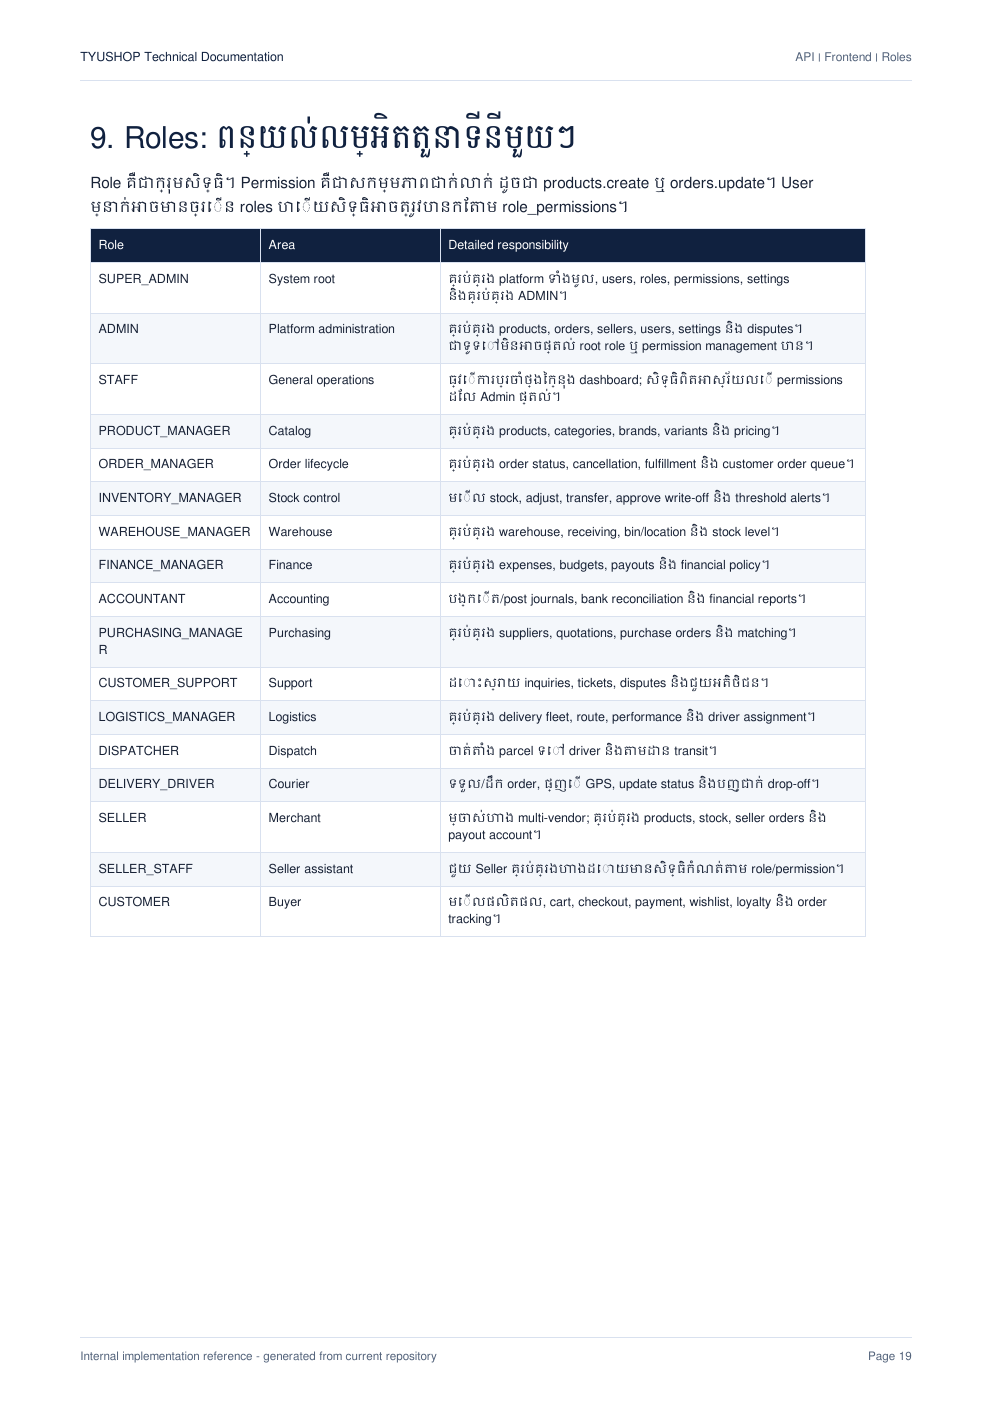 TYUSHOP Technical Documentation
API | Frontend | Roles
9. Roles: ពន្យល់លម្អិតតួនាទីនីមួយៗ
Role គឺជាក្រុមសិទ្ធិ។ Permission គឺជាសកម្មភាពជាក់លាក់ ដូចជា products.create ឬ orders.update។ User
ម្នាក់អាចមានច្រើន roles ហើយសិទ្ធិអាចត្រូវបានកំតែាម role_permissions។
Role
Area
Detailed responsibility
SUPER_ADMIN
System root
គ្រប់គ្រង platform ទាំងមូល, users, roles, permissions, settings
និងគ្រប់គ្រង ADMIN។
ADMIN
Platform administration
គ្រប់គ្រង products, orders, sellers, users, settings និង disputes។
ជាទូទៅមិនអាចផ្តល់ root role ឬ permission management បាន។
STAFF
General operations
ធ្វើការប្រចាំថ្ងៃក្នុង dashboard; សិទ្ធិពិតអាស្រ័យលើ permissions
ដែល Admin ផ្តល់។
PRODUCT_MANAGER
Catalog
គ្រប់គ្រង products, categories, brands, variants និង pricing។
ORDER_MANAGER
Order lifecycle
គ្រប់គ្រង order status, cancellation, fulfillment និង customer order queue។
INVENTORY_MANAGER
Stock control
មើល stock, adjust, transfer, approve write-off និង threshold alerts។
WAREHOUSE_MANAGER
Warehouse
គ្រប់គ្រង warehouse, receiving, bin/location និង stock level។
FINANCE_MANAGER
Finance
គ្រប់គ្រង expenses, budgets, payouts និង financial policy។
ACCOUNTANT
Accounting
បង្កើត/post journals, bank reconciliation និង financial reports។
PURCHASING_MANAGE
R
Purchasing
គ្រប់គ្រង suppliers, quotations, purchase orders និង matching។
CUSTOMER_SUPPORT
Support
ដោះស្រាយ inquiries, tickets, disputes និងជួយអតិថិជន។
LOGISTICS_MANAGER
Logistics
គ្រប់គ្រង delivery fleet, route, performance និង driver assignment។
DISPATCHER
Dispatch
ចាត់តាំង parcel ទៅ driver និងតាមដាន transit។
DELIVERY_DRIVER
Courier
ទទួល/ដឹក order, ផ្ញើ GPS, update status និងបញ្ជាក់ drop-off។
SELLER
Merchant
ម្ចាស់ហាង multi-vendor; គ្រប់គ្រង products, stock, seller orders និង
payout account។
SELLER_STAFF
Seller assistant
ជួយ Seller គ្រប់គ្រងហាងដោយមានសិទ្ធិកំណត់តាម role/permission។
CUSTOMER
Buyer
មើលផលិតផល, cart, checkout, payment, wishlist, loyalty និង order
tracking។
Internal implementation reference - generated from current repository
Page 19